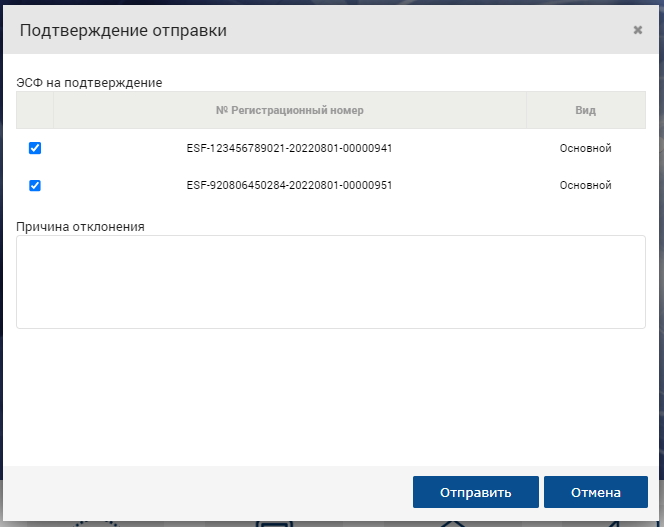 Подтверждение отправки
ЭСФ на подтверждение
№ Регистрационный номер Вид
ESF-123456789021-20220801-00000941 Основной
ESF-920806450284-20220801-00000951 Основной
Причина отклонения
Отправить Отмена